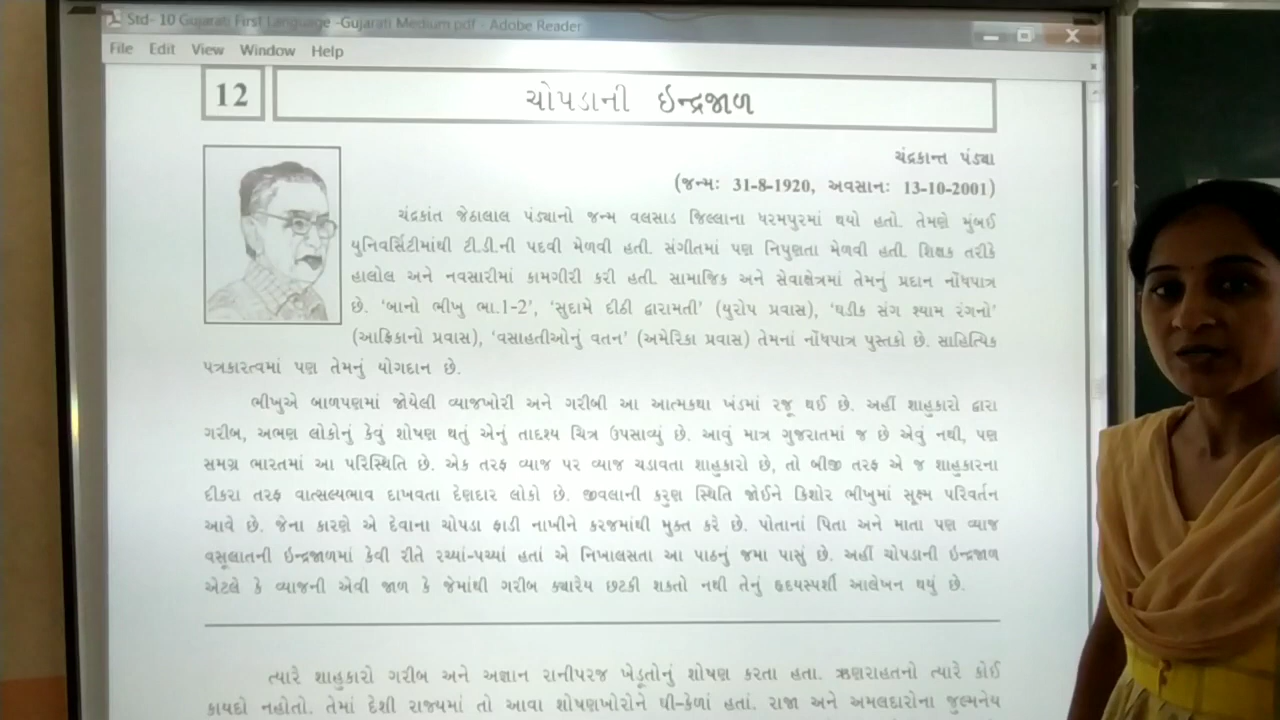 Std- 10 Gujarati First Language -Gujarati Medium.pdf - Adobe Reader
File Edit View Window Help
12
ચોપડાની ઇન્દ્રજાળ
ચંદ્રકાન્ત પંડ્યા
(જન્મઃ 31-8-1920, અવસાનઃ 13-10-2001)
ચંદ્રકાંત જેઠાલાલ પંડ્યાનો જન્મ વલસાડ જિલ્લાના ધરમપુરમાં થયો હતો. તેમણે મુંબઈ
યુનિવર્સિટીમાંથી ટી.ડી.ની પદવી મેળવી હતી. સંગીતમાં પણ નિપુણતા મેળવી હતી. શિક્ષક તરીકે
હાલોલ અને નવસારીમાં કામગીરી કરી હતી. સામાજિક અને સેવાક્ષેત્રમાં તેમનું પ્રદાન નોંધપાત્ર
છે. ‘બાનો ભીખુ ભા.1-2’, ‘સુદામે દીઠી દ્વારામતી’ (યુરોપ પ્રવાસ), ‘ઘડીક સંગ શ્યામ રંગનો’
(આફ્રિકાનો પ્રવાસ), ‘વસાહતીઓનું વતન’ (અમેરિકા પ્રવાસ) તેમનાં નોંધપાત્ર પુસ્તકો છે. સાહિત્યિક
પત્રકારત્વમાં પણ તેમનું યોગદાન છે.
ભીખુએ બાળપણમાં જોયેલી વ્યાજખોરી અને ગરીબી આ આત્મકથા ખંડમાં રજૂ થઈ છે. અહીં શાહુકારો દ્વારા
ગરીબ, અભણ લોકોનું કેવું શોષણ થતું એનું તાદશ્ય ચિત્ર ઉપસાવ્યું છે. આવું માત્ર ગુજરાતમાં જ છે એવું નથી, પણ
સમગ્ર ભારતમાં આ પરિસ્થિતિ છે. એક તરફ વ્યાજ પર વ્યાજ ચડાવતા શાહુકારો છે, તો બીજી તરફ એ જ શાહુકારના
દીકરા તરફ વાત્સલ્યભાવ દાખવતા દેણદાર લોકો છે. જીવલાની કરુણ સ્થિતિ જોઈને કિશોર ભીખુમાં સૂક્ષ્મ પરિવર્તન
આવે છે. જેના કારણે એ દેવાના ચોપડા ફાડી નાખીને કરજમાંથી મુક્ત કરે છે. પોતાનાં પિતા અને માતા પણ વ્યાજ
વસૂલાતની ઇન્દ્રજાળમાં કેવી રીતે રચ્યાં-પચ્યાં હતાં એ નિખાલસતા આ પાઠનું જમા પાસું છે. અહીં ચોપડાની ઇન્દ્રજાળ
એટલે કે વ્યાજની એવી જાળ કે જેમાંથી ગરીબ ક્યારેય છટકી શકતો નથી તેનું હૃદયસ્પર્શી આલેખન થયું છે.
ત્યારે શાહુકારો ગરીબ અને અજ્ઞાન રાનીપરજ ખેડૂતોનું શોષણ કરતા હતા. ઋણરાહતનો ત્યારે કોઈ
કાયદો નહોતો. તેમાં દેશી રાજ્યમાં તો આવા શોષણખોરોને ઘી-કેળાં હતાં. રાજા અને અમલદારોના જુલ્મનેય